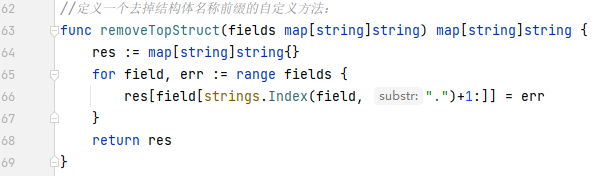 62 //定义一个去掉结构体名称前缀的自定义方法：
63 func removeTopStruct(fields map[string]string) map[string]string {
64 res := map[string]string{}
65 for field, err := range fields {
66 res[field[strings.Index(field, substr: ".")+1:]] = err
67 }
68 return res
69 }